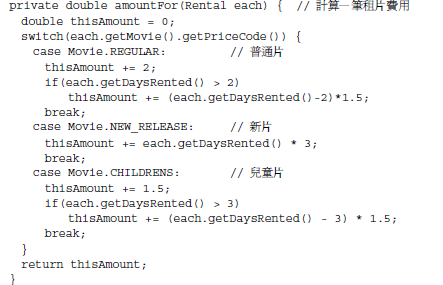 private double amountFor(Rental each) {  // 計算一筆租片費用
  double thisAmount = 0;
  switch(each.getMovie().getPriceCode()) {
    case Movie.REGULAR:      // 普通片
      thisAmount += 2;
      if(each.getDaysRented() > 2)
         thisAmount += (each.getDaysRented()-2)*1.5;
      break;
    case Movie.NEW_RELEASE:    // 新片
      thisAmount += each.getDaysRented() * 3;
      break;
    case Movie.CHILDRENS:      // 兒童片
      thisAmount += 1.5;
      if(each.getDaysRented() > 3)
         thisAmount += (each.getDaysRented() - 3) * 1.5;
      break;
  }
  return thisAmount;
}